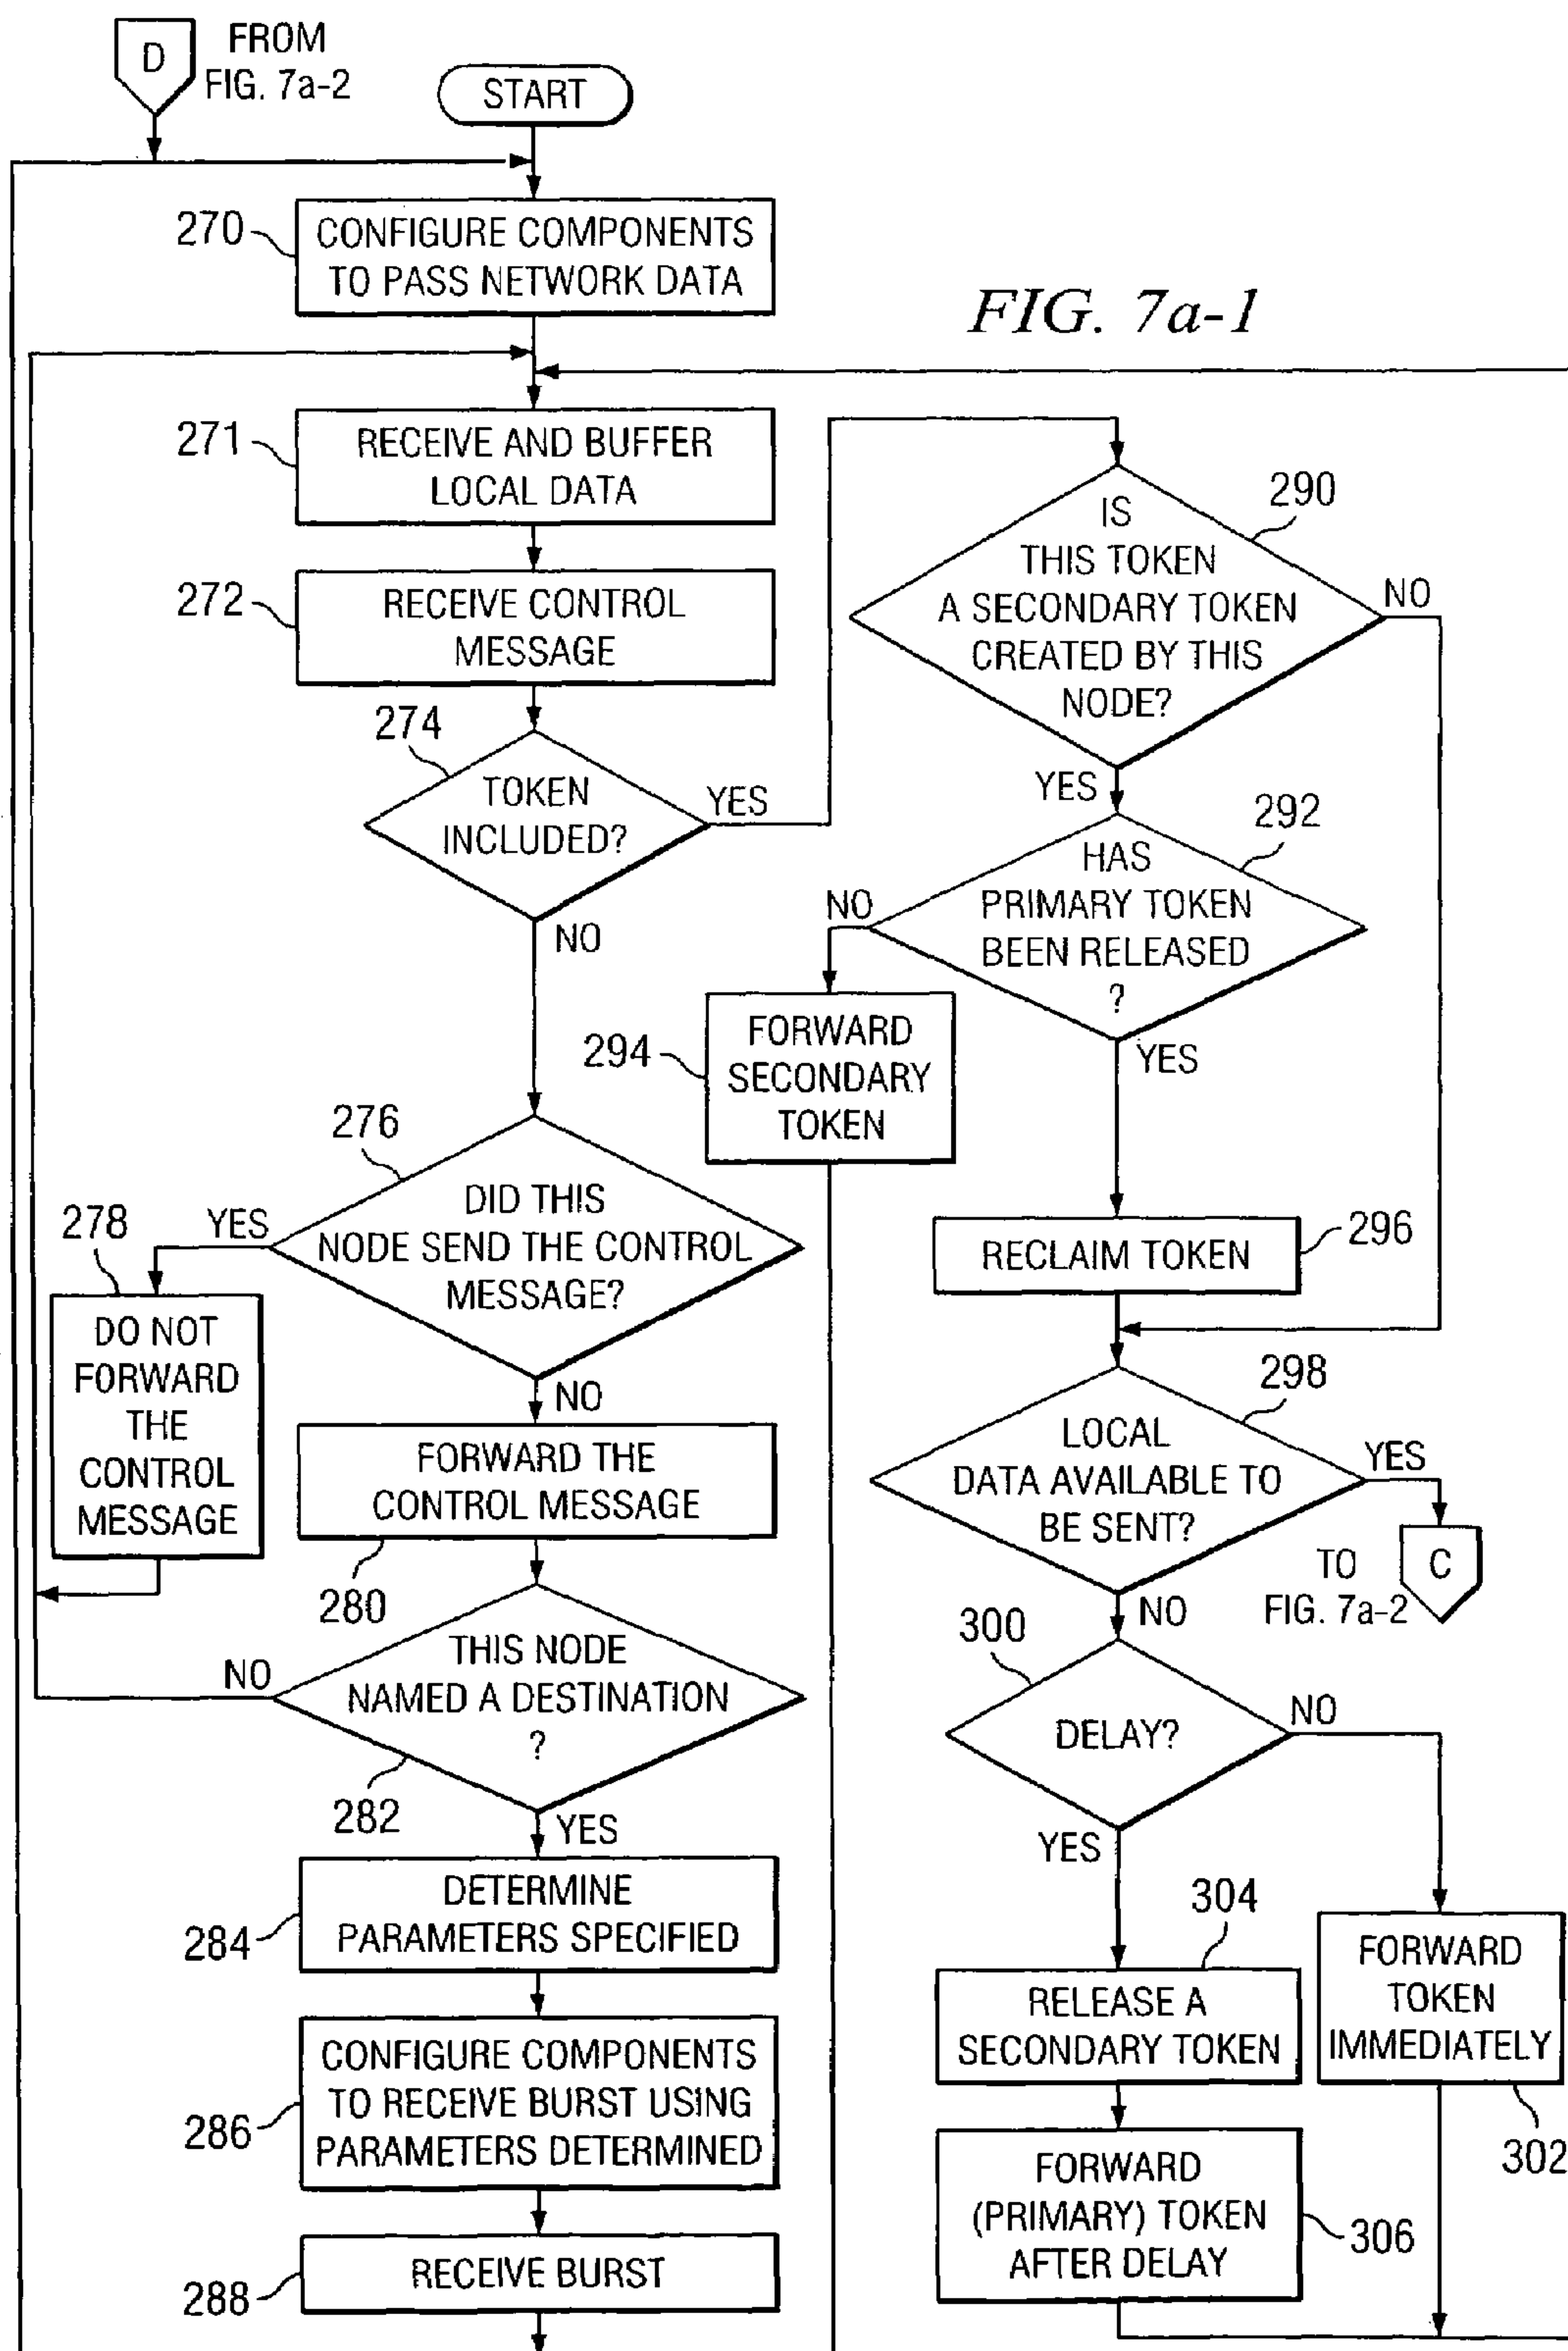 D
FROM
FIG. 7a-2
START
270
CONFIGURE COMPONENTS
TO PASS NETWORK DATA
FIG. 7a-1
271
RECEIVE AND BUFFER
LOCAL DATA
272
RECEIVE CONTROL
MESSAGE
274
TOKEN
INCLUDED?
YES
NO
276
DID THIS
NODE SEND THE CONTROL
MESSAGE?
YES
NO
278
DO NOT
FORWARD
THE
CONTROL
MESSAGE
FORWARD THE
CONTROL MESSAGE
280
THIS NODE
NAMED A DESTINATION
?
NO
282
YES
284
DETERMINE
PARAMETERS SPECIFIED
286
CONFIGURE COMPONENTS
TO RECEIVE BURST USING
PARAMETERS DETERMINED
288
RECEIVE BURST
290
IS
THIS TOKEN
A SECONDARY TOKEN
CREATED BY THIS
NODE?
NO
YES
292
HAS
PRIMARY TOKEN
BEEN RELEASED
?
NO
YES
294
FORWARD
SECONDARY
TOKEN
RECLAIM TOKEN
296
298
LOCAL
DATA AVAILABLE TO
BE SENT?
YES
TO
FIG. 7a-2
C
NO
300
DELAY?
NO
YES
304
RELEASE A
SECONDARY TOKEN
FORWARD
TOKEN
IMMEDIATELY
302
FORWARD
(PRIMARY) TOKEN
AFTER DELAY
306